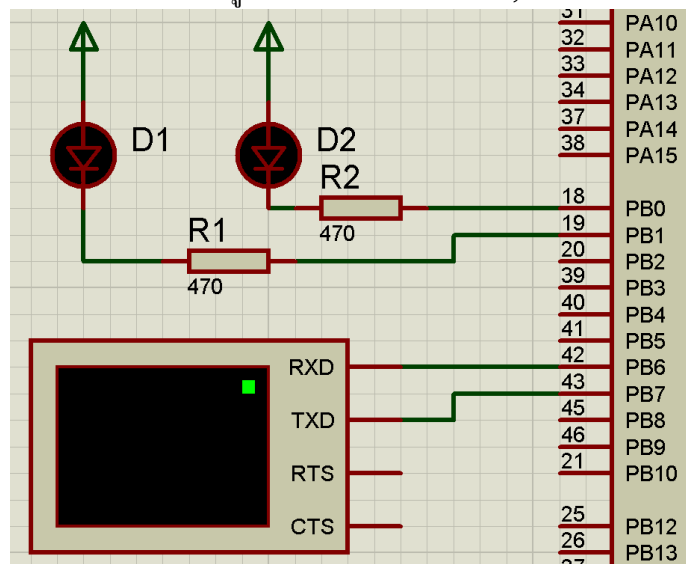 31 PA10
32 PA11
33 PA12
34 PA13
37 PA14
38 PA15
D1 D2
R2
470
18 PB0
19 PB1
R1
470
20 PB2
39 PB3
40 PB4
41 PB5
RXD 42 PB6
43 PB7
TXD 45 PB8
46 PB9
RTS 21 PB10
CTS 25 PB12
26 PB13